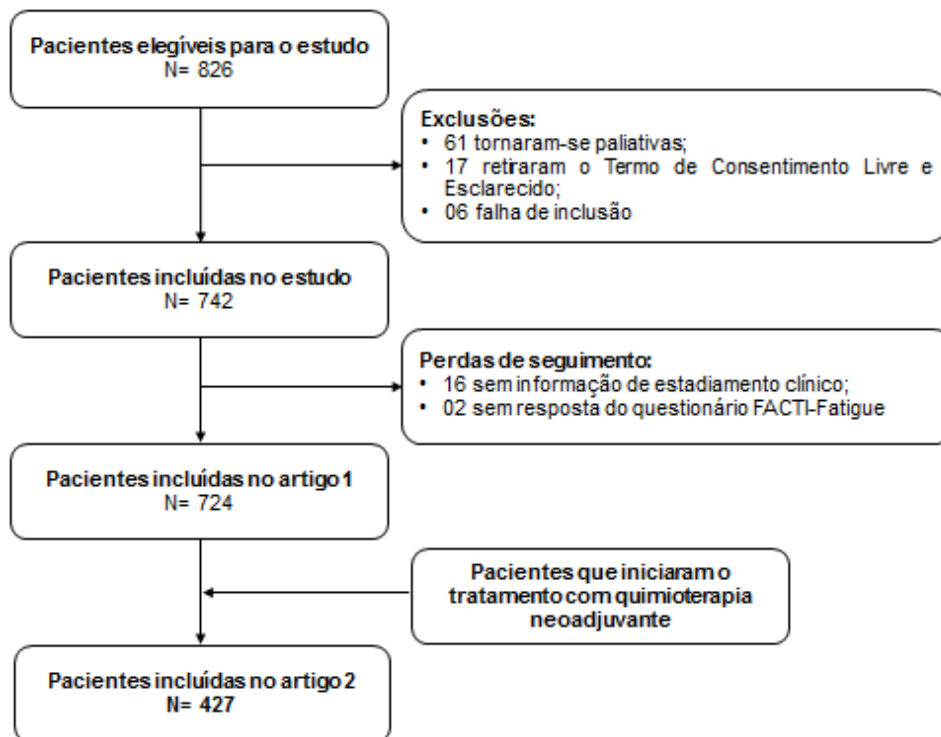 Pacientes elegíveis para o estudo
N= 826
Exclusões:
• 61 tornaram-se paliativas;
• 17 retiraram o Termo de Consentimento Livre e
Esclarecido;
• 06 falha de inclusão
Pacientes incluídas no estudo
N= 742
Perdas de seguimento:
• 16 sem informação de estadiamento clínico;
• 02 sem resposta do questionário FACTI-Fatigue
Pacientes incluídas no artigo 1
N= 724
Pacientes que iniciaram o
tratamento com quimioterapia
neoadjuvante
Pacientes incluídas no artigo 2
N= 427